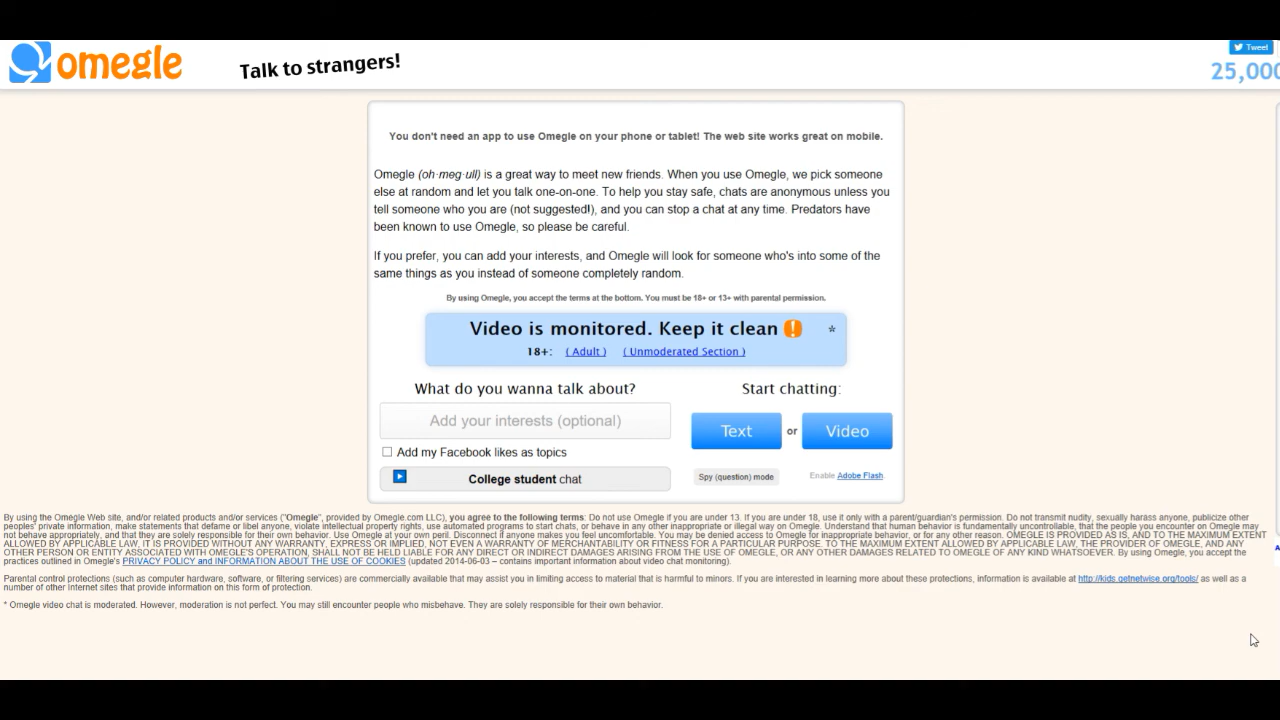 omegle
Talk to strangers!
Tweet
25,000
You don't need an app to use Omegle on your phone or tablet! The web site works great on mobile.
Omegle (oh·meg·ull) is a great way to meet new friends. When you use Omegle, we pick someone
else at random and let you talk one-on-one. To help you stay safe, chats are anonymous unless you
tell someone who you are (not suggested!), and you can stop a chat at any time. Predators have
been known to use Omegle, so please be careful.
If you prefer, you can add your interests, and Omegle will look for someone who's into some of the
same things as you instead of someone completely random.
By using Omegle, you accept the terms at the bottom. You must be 18+ or 13+ with parental permission.
Video is monitored. Keep it clean ! *
18+: (Adult) (Unmoderated Section)
What do you wanna talk about?
Start chatting:
Add your interests (optional)
Text or Video
Add my Facebook likes as topics
College student chat
Spy (question) mode
Enable Adobe Flash
By using the Omegle Web site, and/or related products and/or services ("Omegle", provided by Omegle.com LLC), you agree to the following terms: Do not use Omegle if you are under 13. If you are under 18, use it only with a parent/guardian's permission. Do not transmit nudity, sexually harass anyone, publicize other
peoples' private information, make statements that defame or libel anyone, violate intellectual property rights, use automated programs to start chats, or behave in any other inappropriate or illegal way on Omegle. Understand that human behavior is fundamentally uncontrollable, that the people you encounter on Omegle may
not behave appropriately, and that they are solely responsible for their own behavior. Use Omegle at your own peril. Disconnect if anyone makes you feel uncomfortable. You may be denied access to Omegle for inappropriate behavior, or for any other reason. OMEGLE IS PROVIDED AS IS, AND TO THE MAXIMUM EXTENT
ALLOWED BY APPLICABLE LAW, IT IS PROVIDED WITHOUT ANY WARRANTY, EXPRESS OR IMPLIED, NOT EVEN A WARRANTY OF MERCHANTABILITY OR FITNESS FOR A PARTICULAR PURPOSE. TO THE MAXIMUM EXTENT ALLOWED BY APPLICABLE LAW, THE PROVIDER OF OMEGLE, AND ANY
OTHER PERSON OR ENTITY ASSOCIATED WITH OMEGLE'S OPERATION, SHALL NOT BE HELD LIABLE FOR ANY DIRECT OR INDIRECT DAMAGES ARISING FROM THE USE OF OMEGLE, OR ANY OTHER DAMAGES RELATED TO OMEGLE OF ANY KIND WHATSOEVER. By using Omegle, you accept the
practices outlined in Omegle's PRIVACY POLICY and INFORMATION ABOUT THE USE OF COOKIES (updated 2014-06-03 – contains important information about video chat monitoring).
Parental control protections (such as computer hardware, software, or filtering services) are commercially available that may assist you in limiting access to material that is harmful to minors. If you are interested in learning more about these protections, information is available at http://kids.getnetwise.org/tools/ as well as a
number of other Internet sites that provide information on this form of protection.
* Omegle video chat is moderated. However, moderation is not perfect. You may still encounter people who misbehave. They are solely responsible for their own behavior.